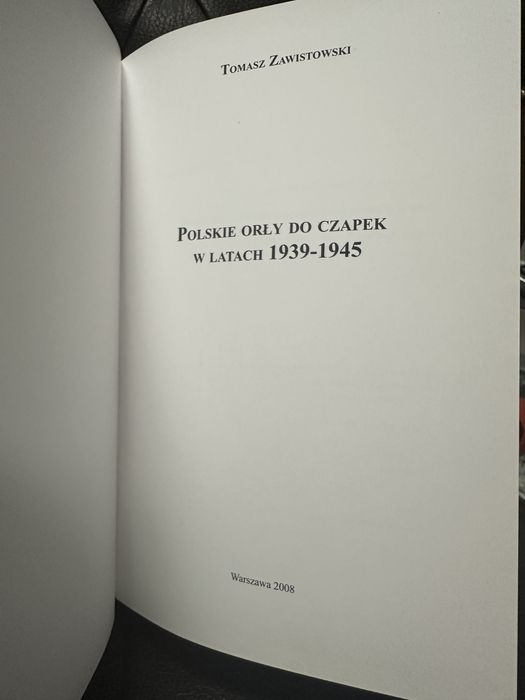 Tomasz Zawistowski
Polskie orły do czapek
w latach 1939-1945
Warszawa 2008